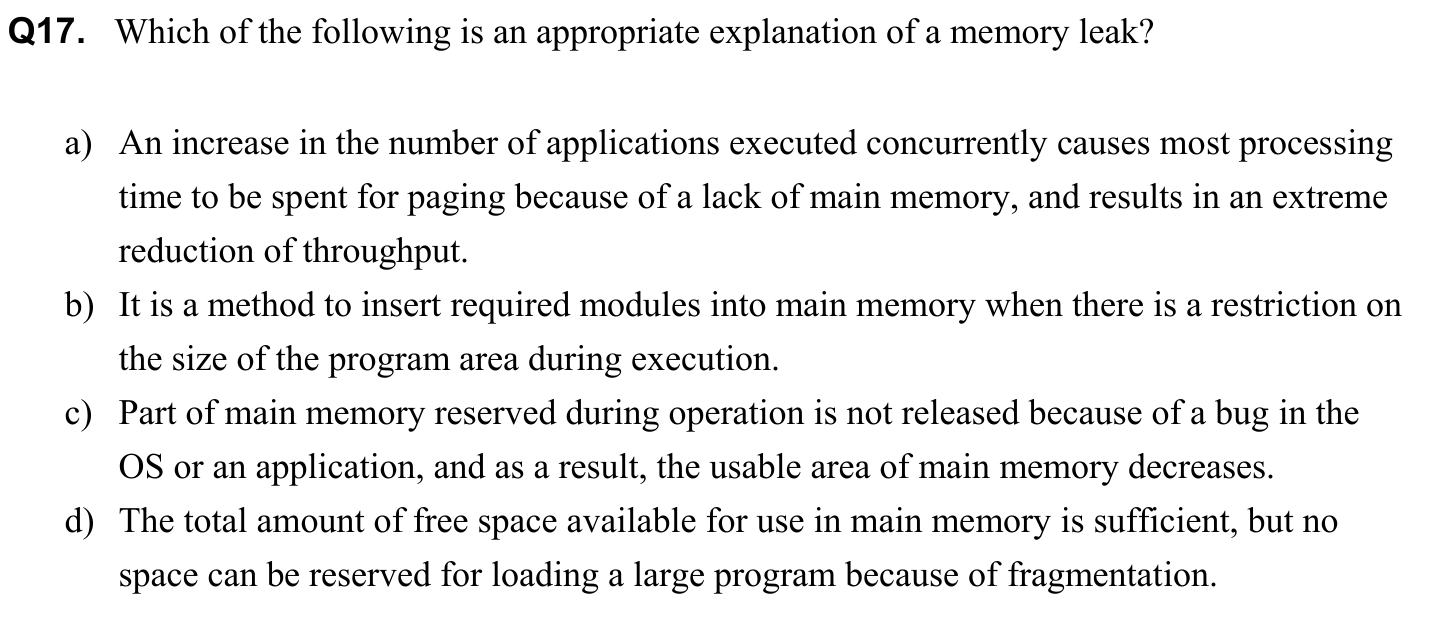 Q17. Which of the following is an appropriate explanation of a memory leak?
a) An increase in the number of applications executed concurrently causes most processing
time to be spent for paging because of a lack of main memory, and results in an extreme
reduction of throughput.
b) It is a method to insert required modules into main memory when there is a restriction on
the size of the program area during execution.
c) Part of main memory reserved during operation is not released because of a bug in the
OS or an application, and as a result, the usable area of main memory decreases.
d) The total amount of free space available for use in main memory is sufficient, but no
space can be reserved for loading a large program because of fragmentation.